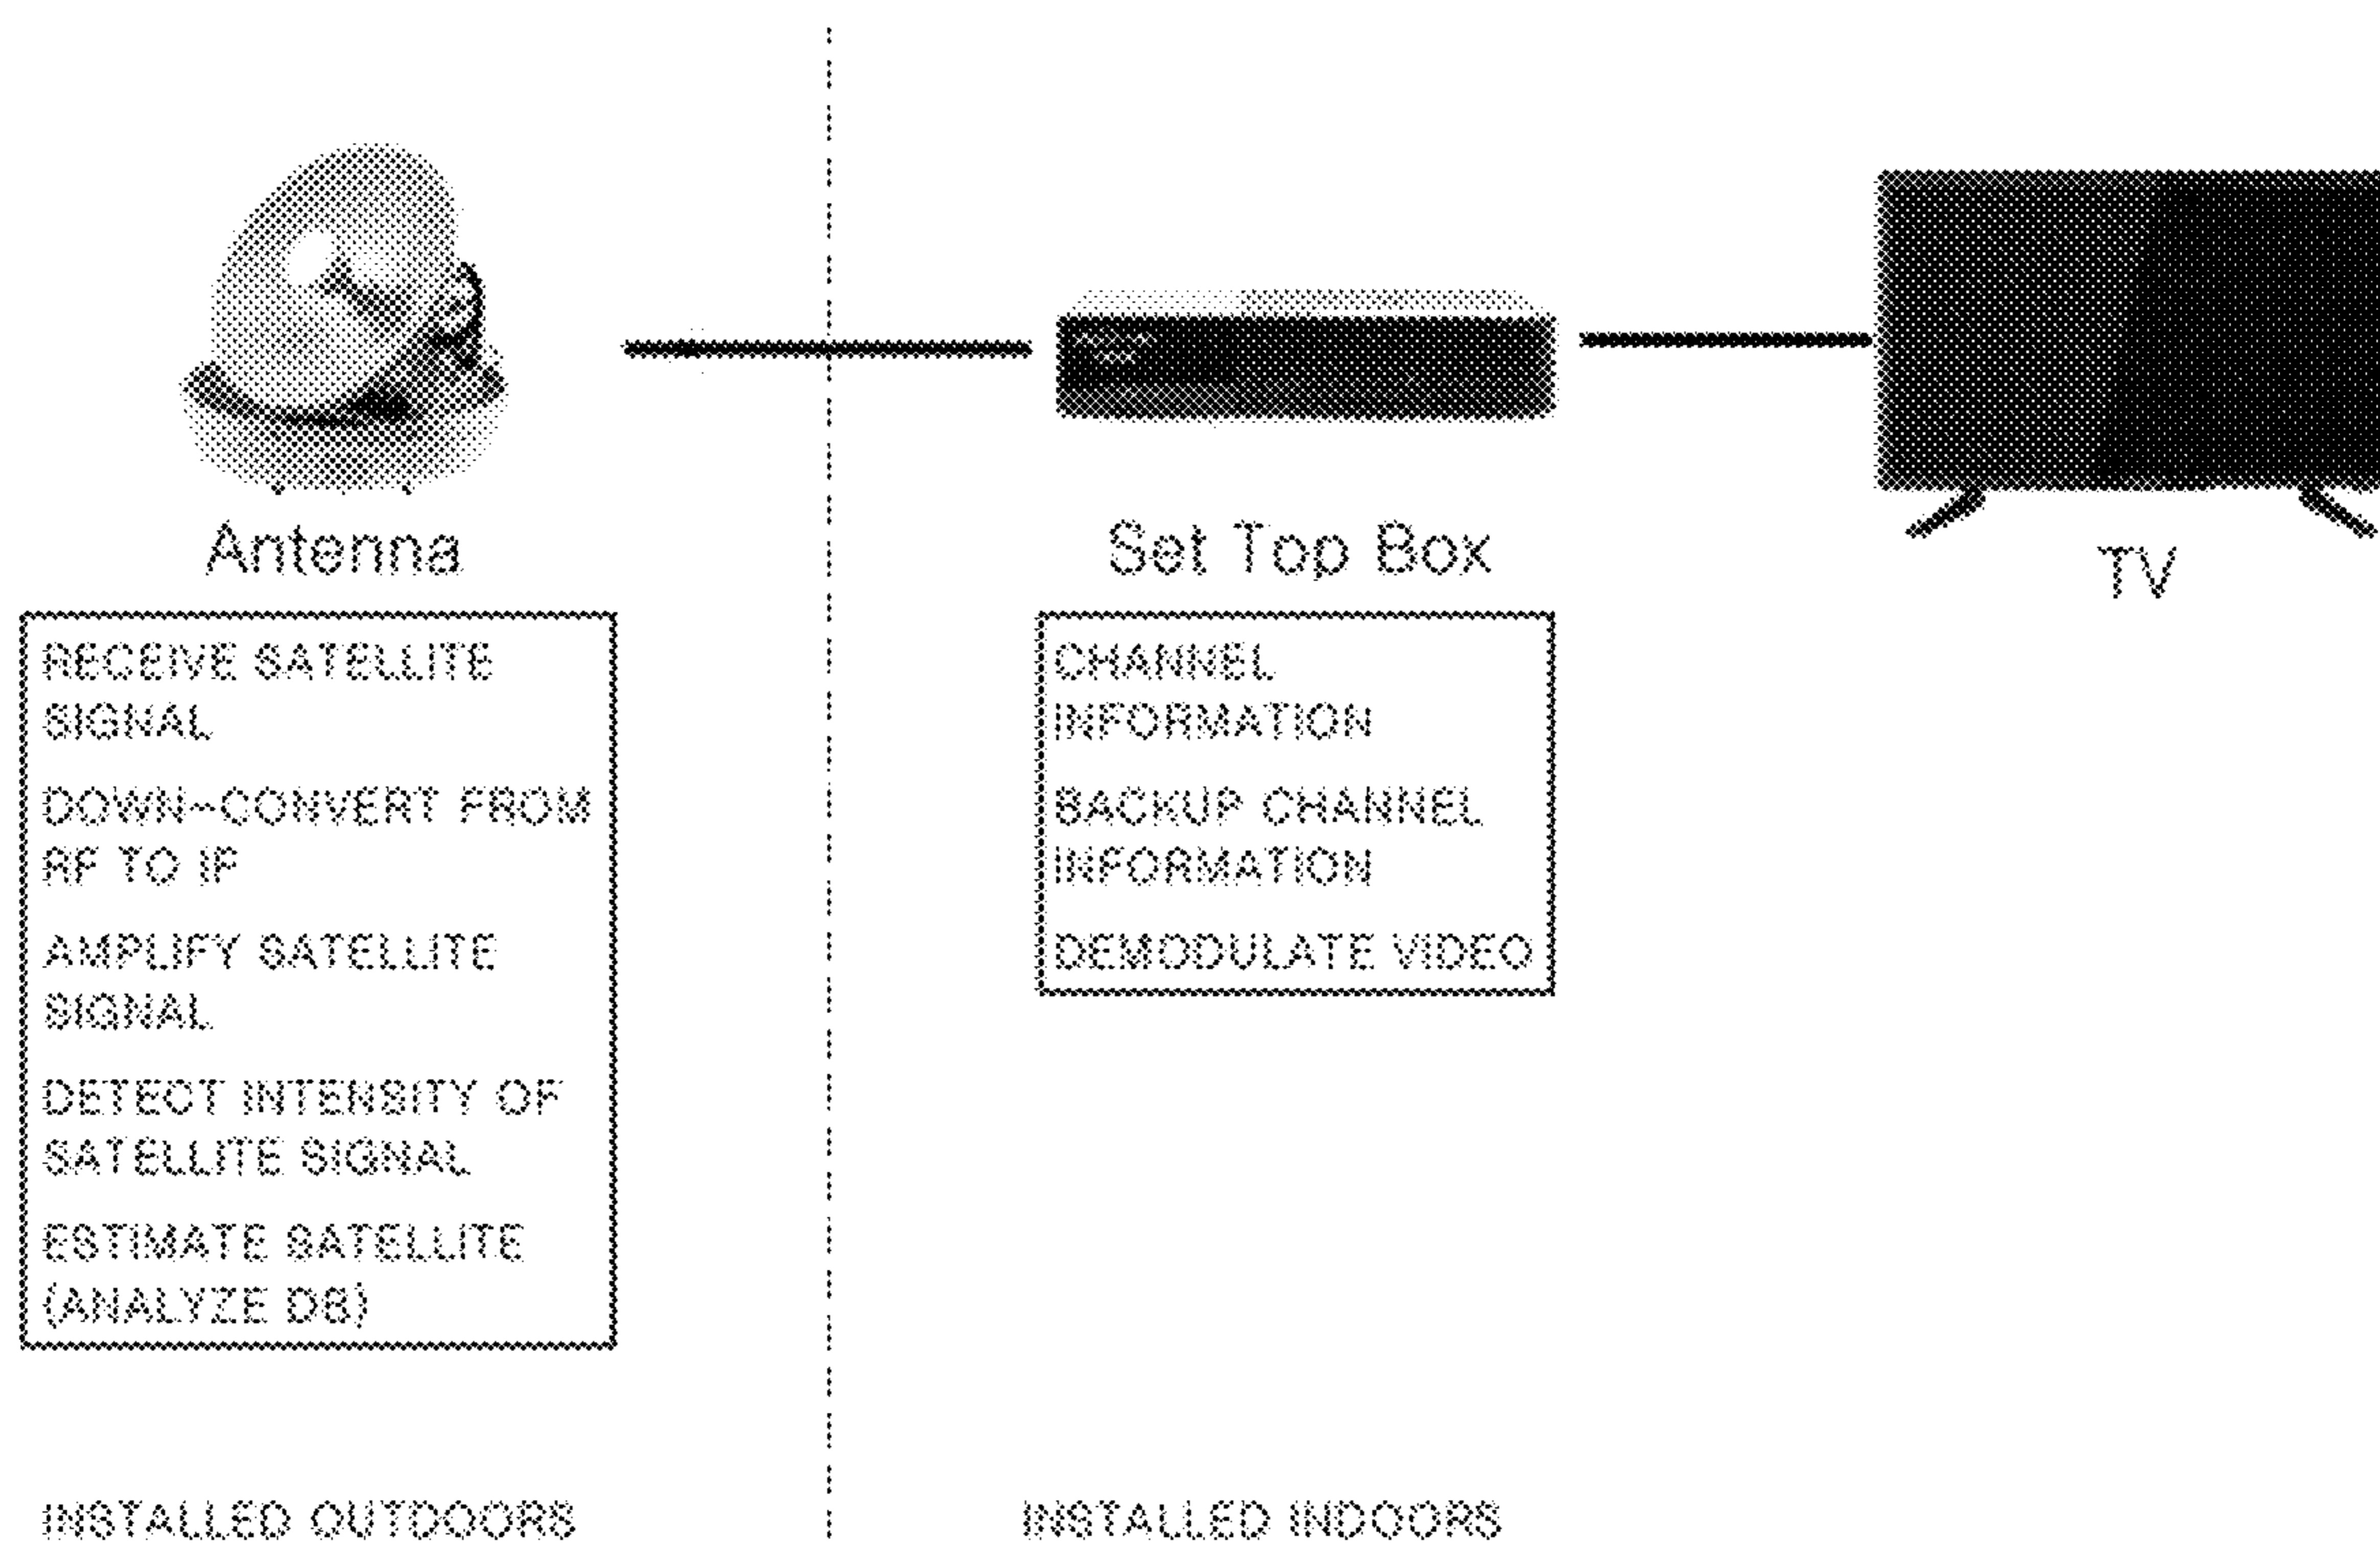 Antenna
RECEIVE SATELLITE
SIGNAL
DOWN-CONVERT FROM
RF TO IF
AMPLIFY SATELLITE
SIGNAL
DETECT INTENSITY OF
SATELLITE SIGNAL
ESTIMATE SATELLITE
(ANALYZE DB)
INSTALLED OUTDOORS
Set Top Box
CHANNEL
INFORMATION
BACKUP CHANNEL
INFORMATION
DEMODULATE VIDEO
INSTALLED INDOORS
TV